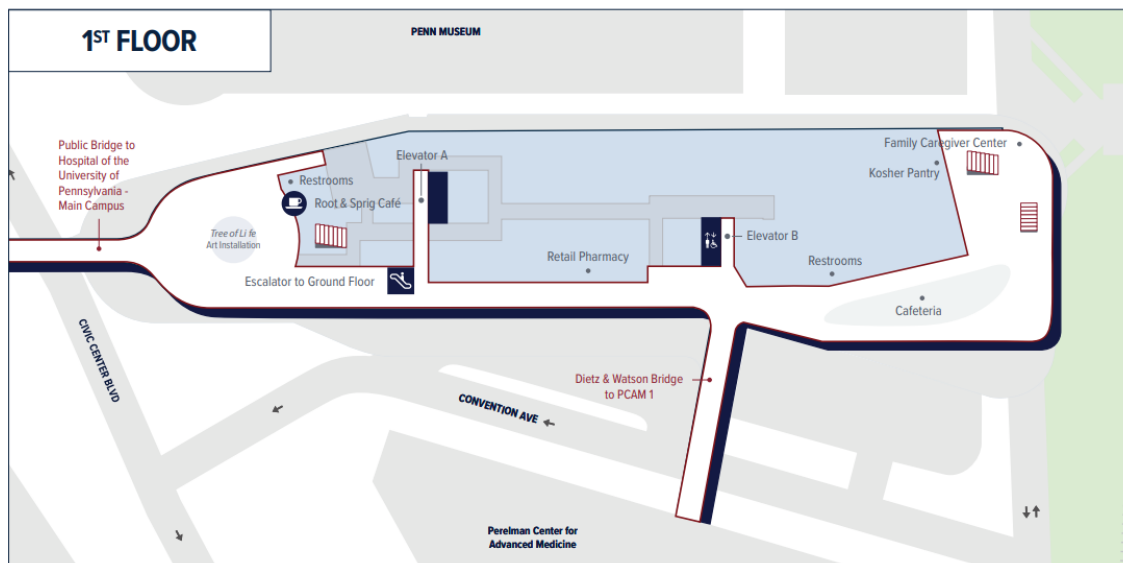 1ST FLOOR
PENN MUSEUM
Public Bridge to
Hospital of the
University of
Pennsylvania -
Main Campus
Elevator A
Family Caregiver Center
Kosher Pantry
Restrooms
Root & Sprig Café
Tree of Li fe
Art Installation
Elevator B
Retail Pharmacy
Restrooms
Escalator to Ground Floor
Cafeteria
CIVIC CENTER BLVD
Dietz & Watson Bridge
to PCAM 1
CONVENTION AVE
Perelman Center for
Advanced Medicine